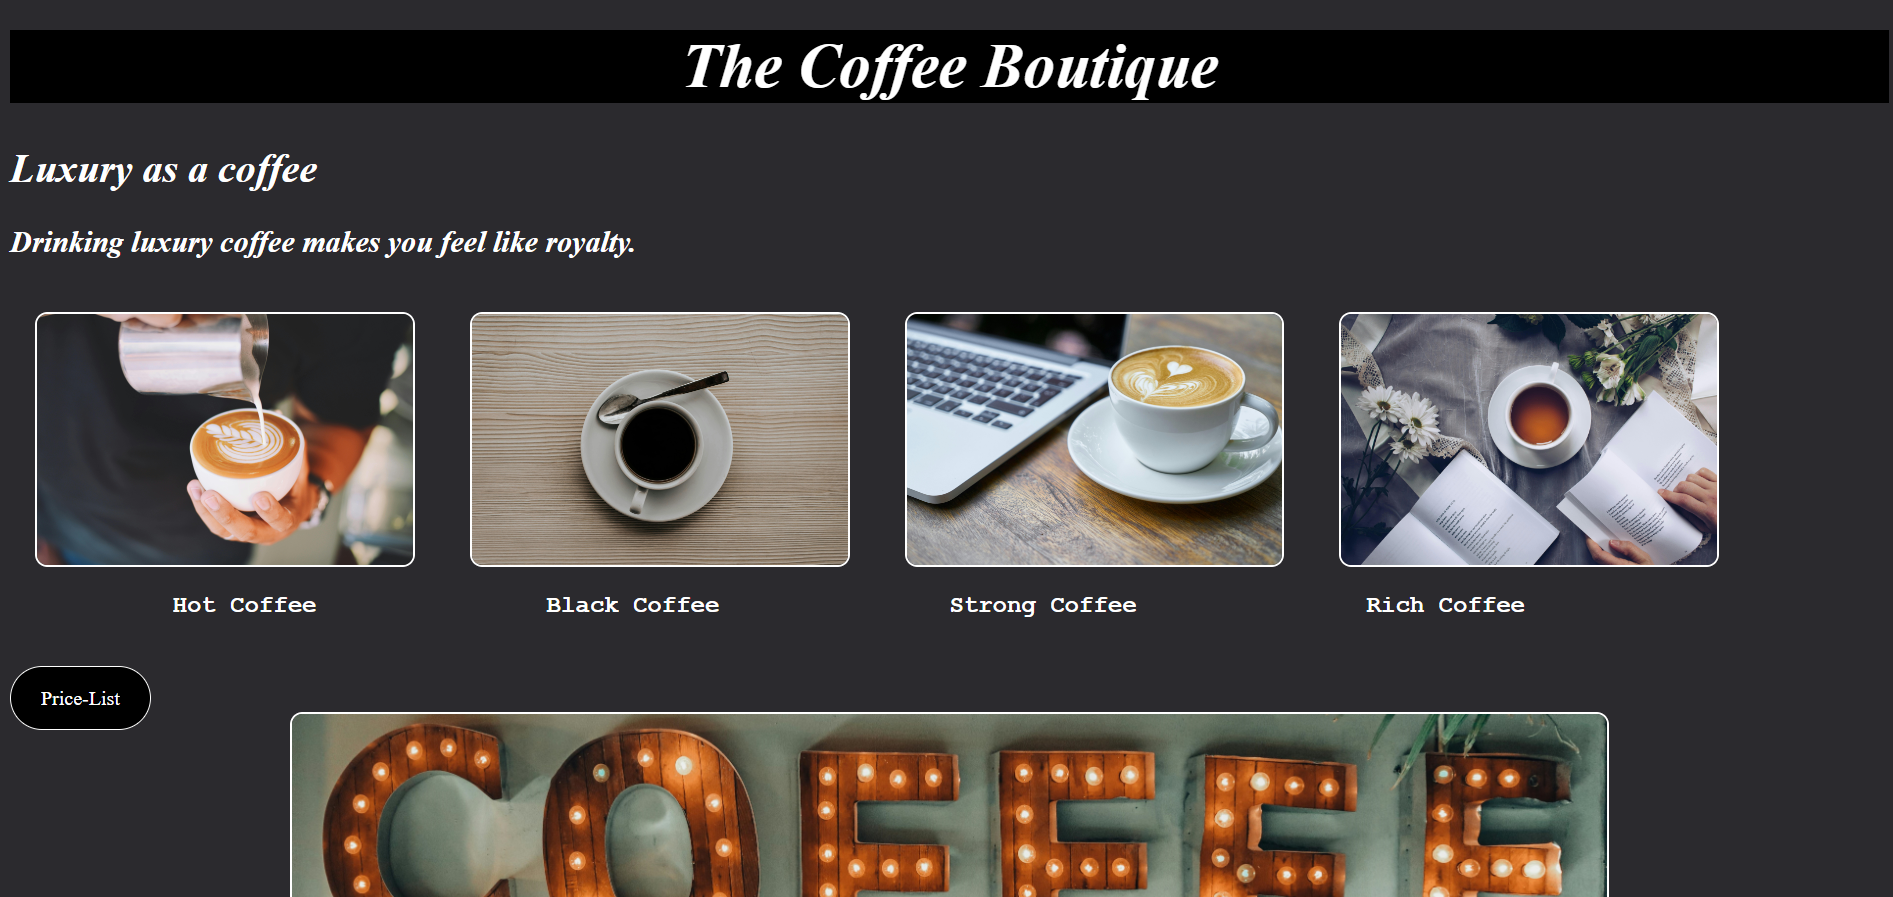 The Coffee Boutique
Luxury as a coffee
Drinking luxury coffee makes you feel like royalty.
Hot Coffee
Black Coffee
Strong Coffee
Rich Coffee
Price-List
COFEEE